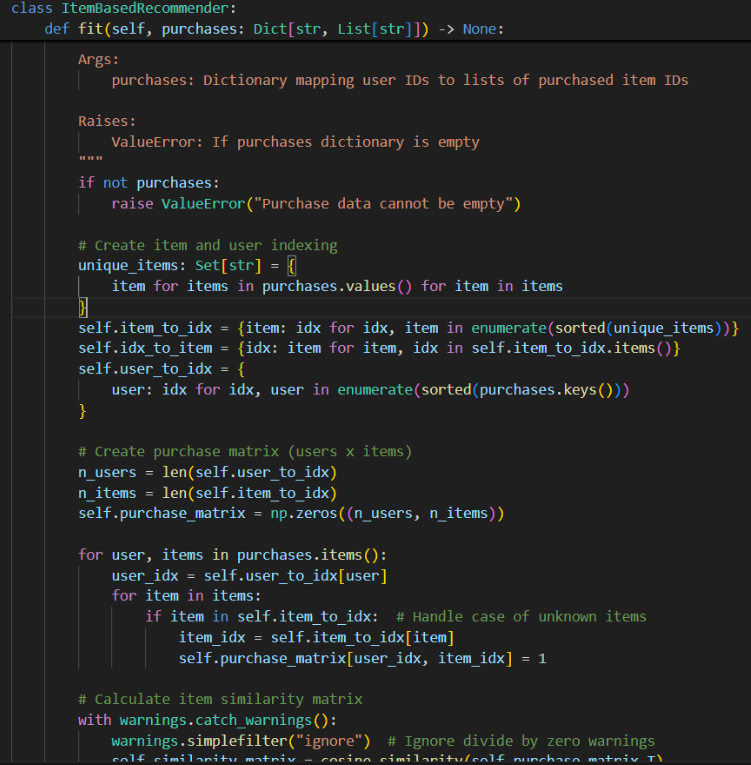 class ItemBasedRecommender:
    def fit(self, purchases: Dict[str, List[str]]) -> None:
        Args:
            purchases: Dictionary mapping user IDs to lists of purchased item IDs

        Raises:
            ValueError: If purchases dictionary is empty
        """
        if not purchases:
            raise ValueError("Purchase data cannot be empty")

        # Create item and user indexing
        unique_items: Set[str] = {
            item for items in purchases.values() for item in items
        }
        self.item_to_idx = {item: idx for idx, item in enumerate(sorted(unique_items))}
        self.idx_to_item = {idx: item for item, idx in self.item_to_idx.items()}
        self.user_to_idx = {
            user: idx for idx, user in enumerate(sorted(purchases.keys()))
        }

        # Create purchase matrix (users x items)
        n_users = len(self.user_to_idx)
        n_items = len(self.item_to_idx)
        self.purchase_matrix = np.zeros((n_users, n_items))

        for user, items in purchases.items():
            user_idx = self.user_to_idx[user]
            for item in items:
                if item in self.item_to_idx:  # Handle case of unknown items
                    item_idx = self.item_to_idx[item]
                    self.purchase_matrix[user_idx, item_idx] = 1

        # Calculate item similarity matrix
        with warnings.catch_warnings():
            warnings.simplefilter("ignore")  # Ignore divide by zero warnings
            self.similarity_matrix = cosine_similarity(self.purchase_matrix.T)